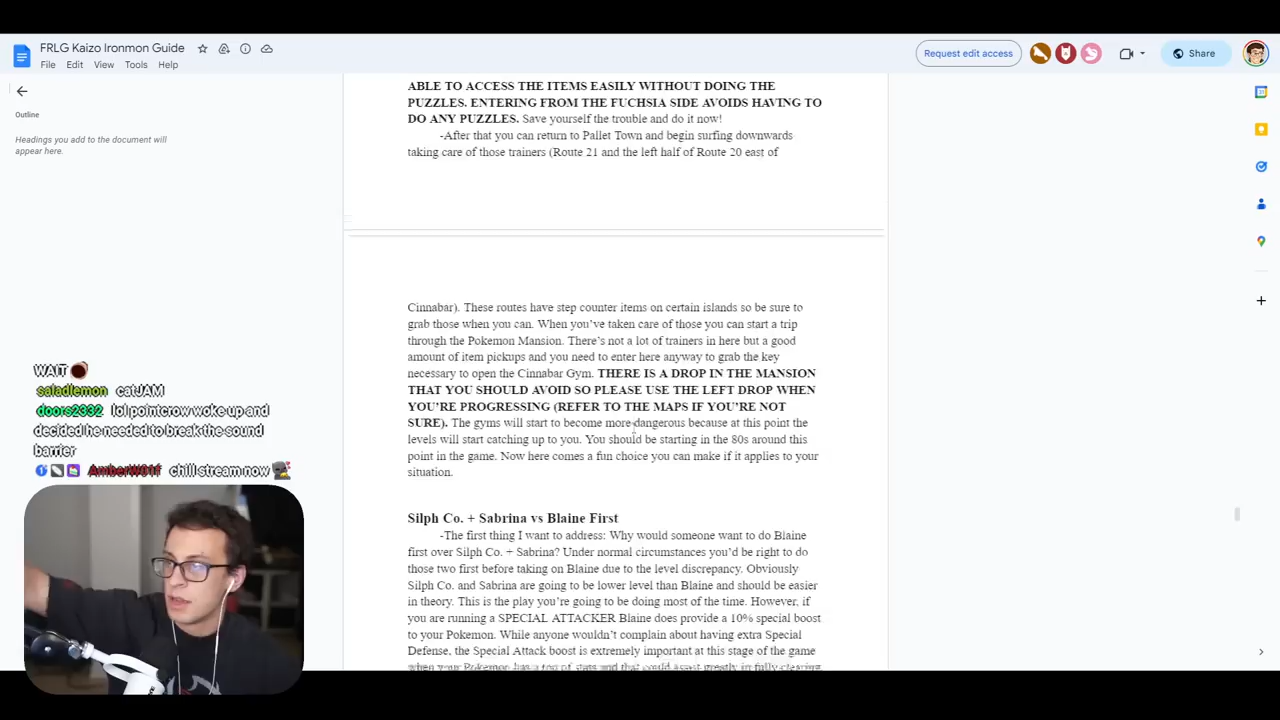 FRLG Kaizo Ironmon Guide
File Edit View Tools Help
Request edit access
Share
Outline
Headings you add to the document will
appear here.
ABLE TO ACCESS THE ITEMS EASILY WITHOUT DOING THE
PUZZLES. ENTERING FROM THE FUCHSIA SIDE AVOIDS HAVING TO
DO ANY PUZZLES. Save yourself the trouble and do it now!
-After that you can return to Pallet Town and begin surfing downwards
taking care of those trainers (Route 21 and the left half of Route 20 east of
Cinnabar). These routes have step counter items on certain islands so be sure to
grab those when you can. When you've taken care of those you can start a trip
through the Pokemon Mansion. There's not a lot of trainers in here but a good
amount of item pickups and you need to enter here anyway to grab the key
necessary to open the Cinnabar Gym. THERE IS A DROP IN THE MANSION
THAT YOU SHOULD AVOID SO PLEASE USE THE LEFT DROP WHEN
YOU'RE PROGRESSING (REFER TO THE MAPS IF YOU'RE NOT
SURE). The gyms will start to become more dangerous because at this point the
levels will start catching up to you. You should be starting in the 80s around this
point in the game. Now here comes a fun choice you can make if it applies to your
situation.
Silph Co. + Sabrina vs Blaine First
-The first thing I want to address: Why would someone want to do Blaine
first over Silph Co. + Sabrina? Under normal circumstances you'd be right to do
those two first before taking on Blaine due to the level discrepancy. Obviously
Silph Co. and Sabrina are going to be lower level than Blaine and should be easier
in theory. This is the play you're going to be doing most of the time. However, if
you are running a SPECIAL ATTACKER Blaine does provide a 10% special boost
to your Pokemon. While anyone wouldn't complain about having extra Special
Defense, the Special Attack boost is extremely important at this stage of the game
when your Pokemon has a ton of stats and that could assist greatly in fully clearing
WAIT
saladlemon catJAM
doors2332 lol pointcrow woke up and
decided he needed to break the sound
barrier
AmberW01f chill stream now